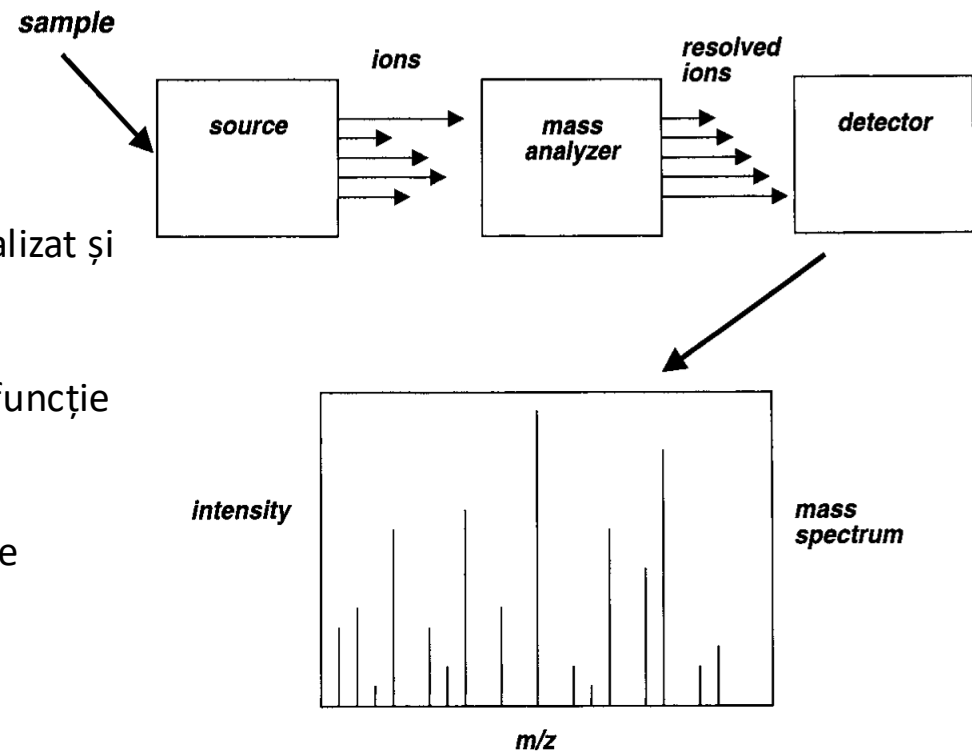 sample
ions
resolved
ions
source
mass
analyzer
detector
alizat și
funcție
e
intensity
mass
spectrum
m/z